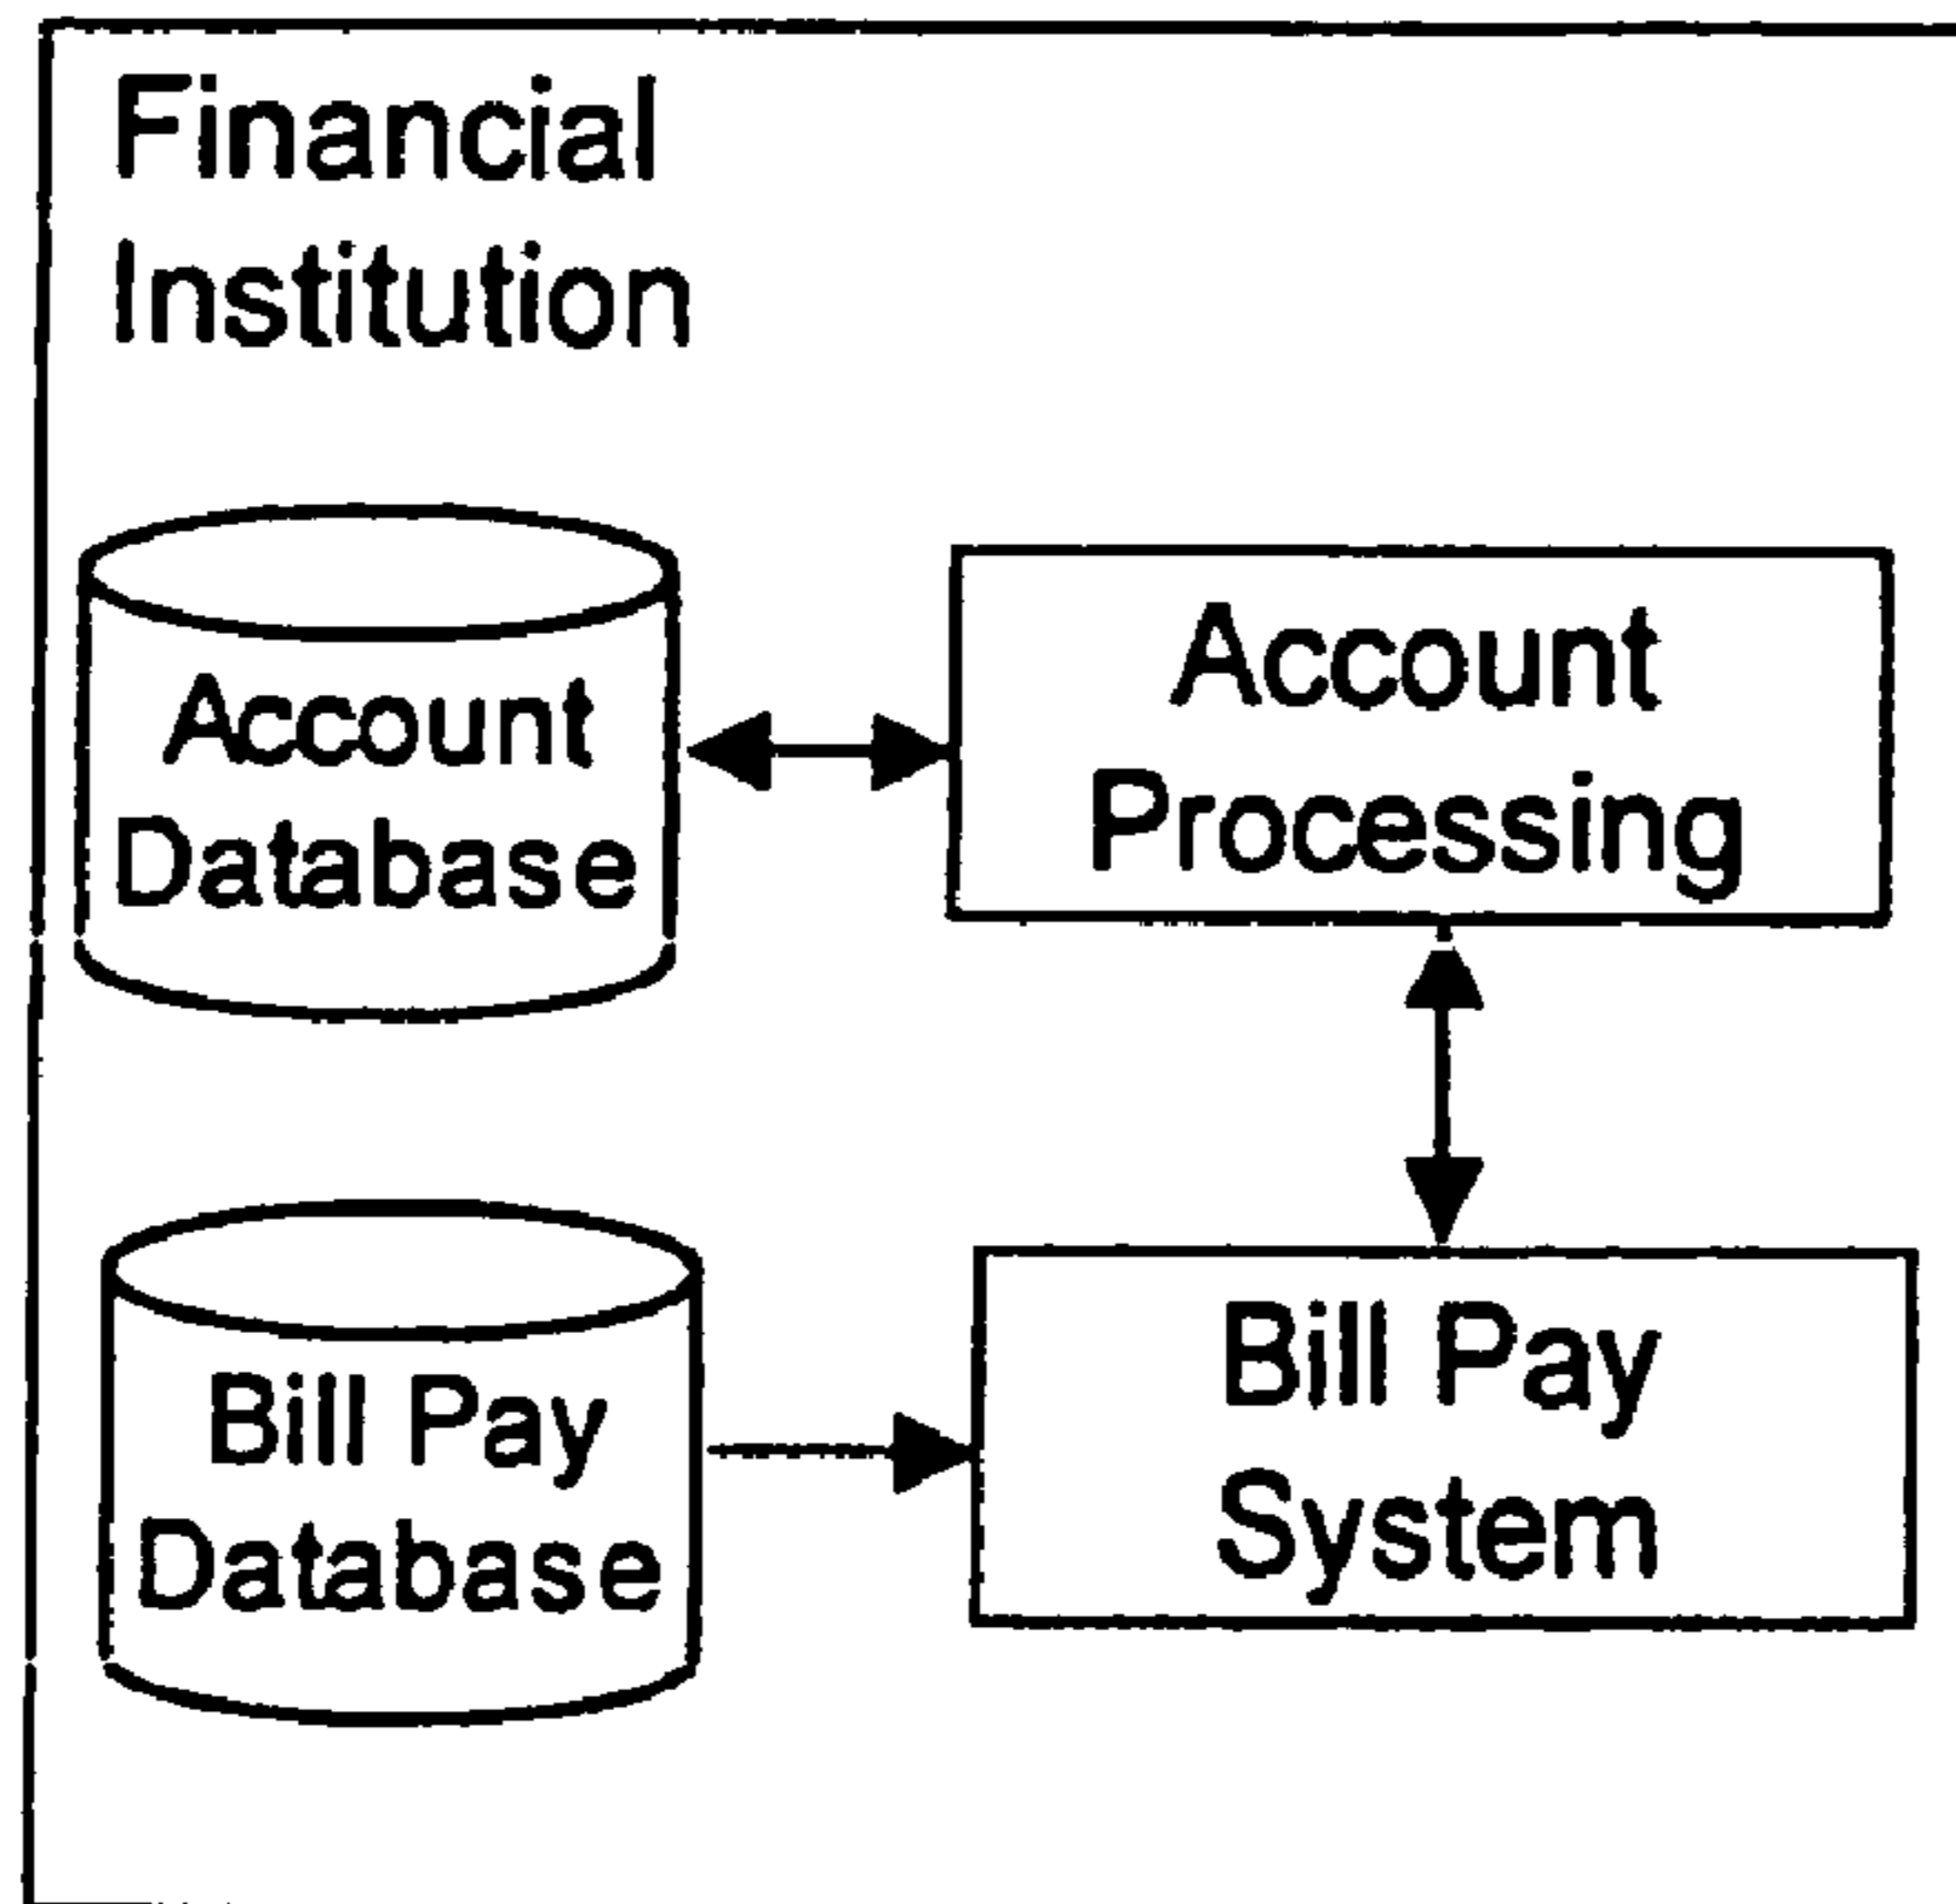 Financial
Institution
Account
Database
Account
Processing
Bill Pay
Database
Bill Pay
System